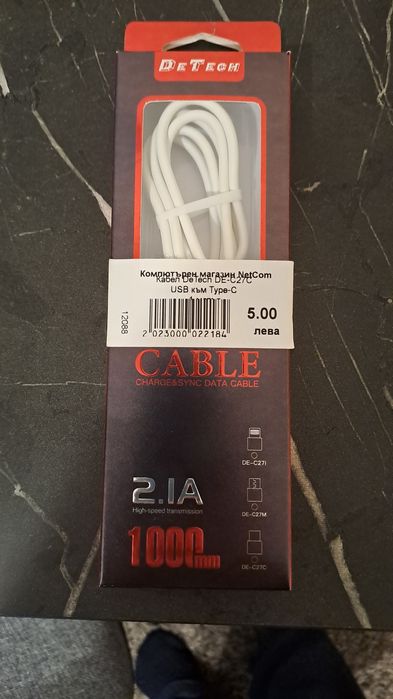 DETECH
Компютърен магазин NetCom
Кабел DeTech DE-C27C
USB към Type-C
12088
2 023000 022184
5.00
лева
CABLE
CHARGE&SYNC DATA CABLE
DE-C27I
2.1A
High-speed transmission
DE-C27M
1000mm
DE-C27C